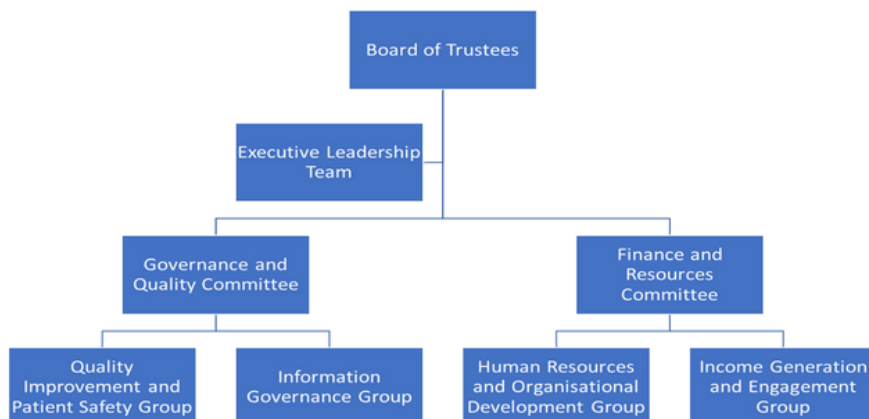 Board of Trustees
Executive Leadership
Team
Governance and
Quality Committee
Finance and
Resources
Committee
Quality
Improvement and
Patient Safety Group
Information
Governance Group
Human Resources
and Organisational
Development Group
Income Generation
and Engagement
Group